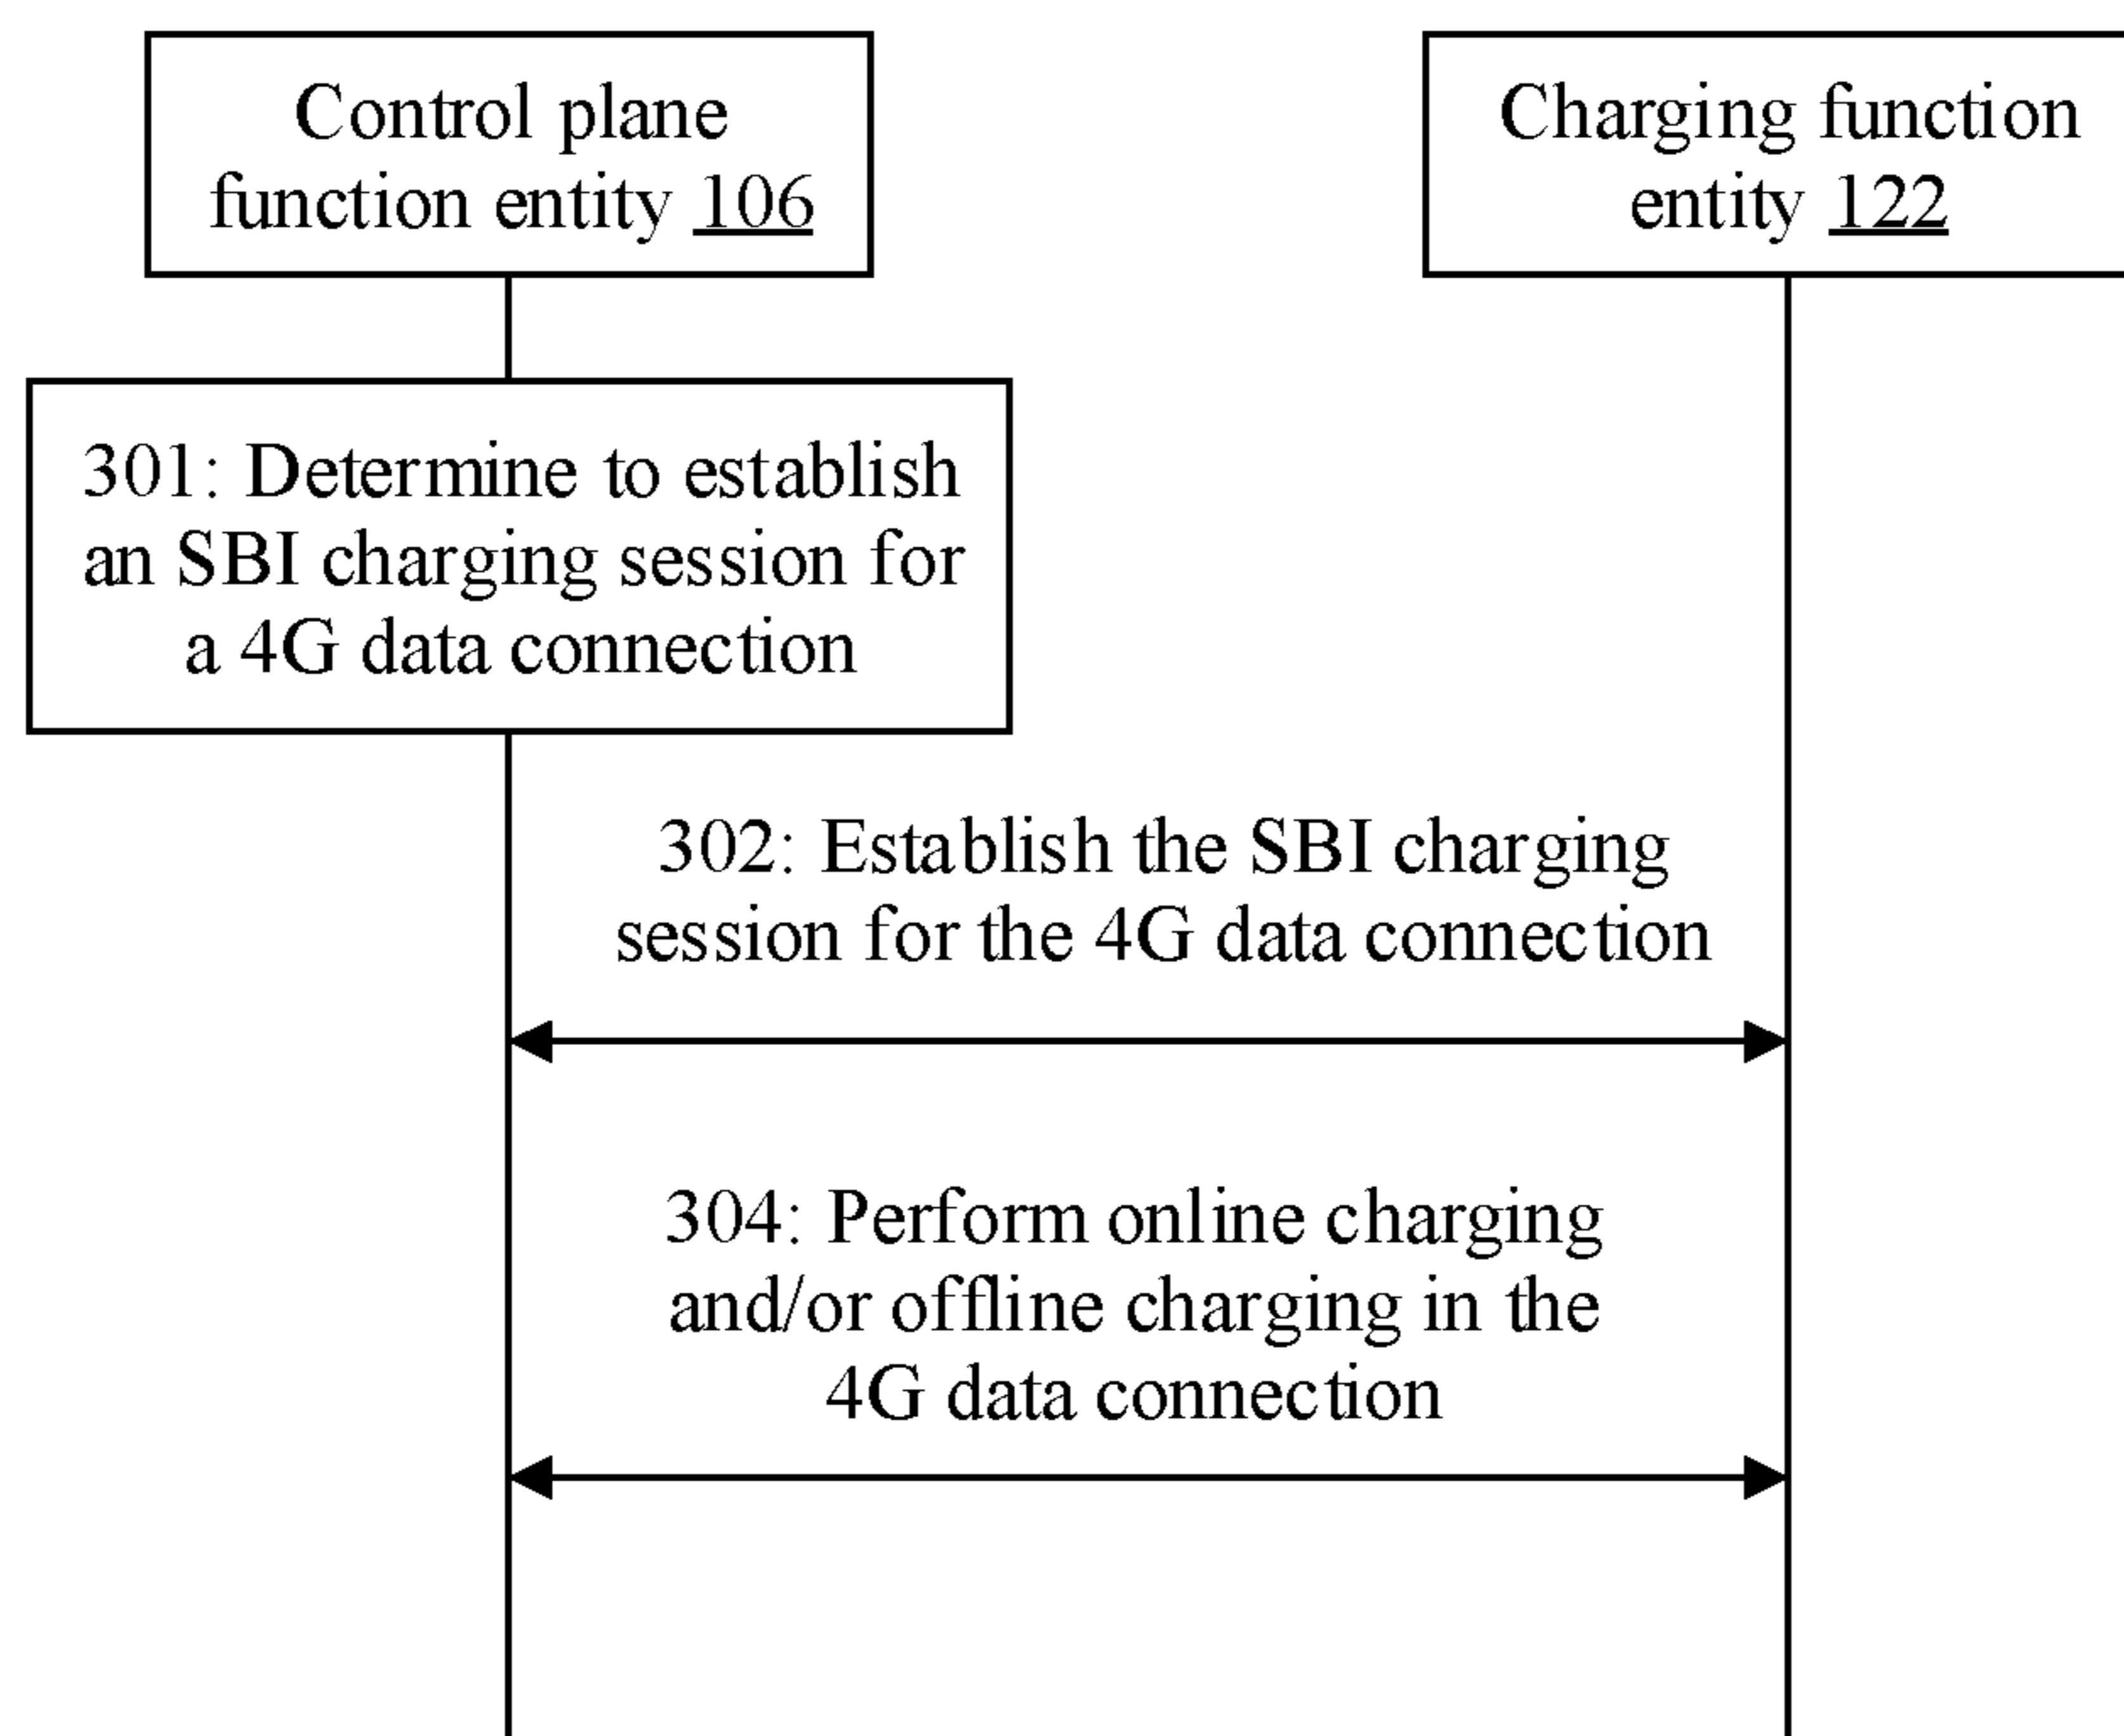 Control plane
function entity 106
Charging function
entity 122
301: Determine to establish
an SBI charging session for
a 4G data connection
302: Establish the SBI charging
session for the 4G data connection
304: Perform online charging
and/or offline charging in the
4G data connection